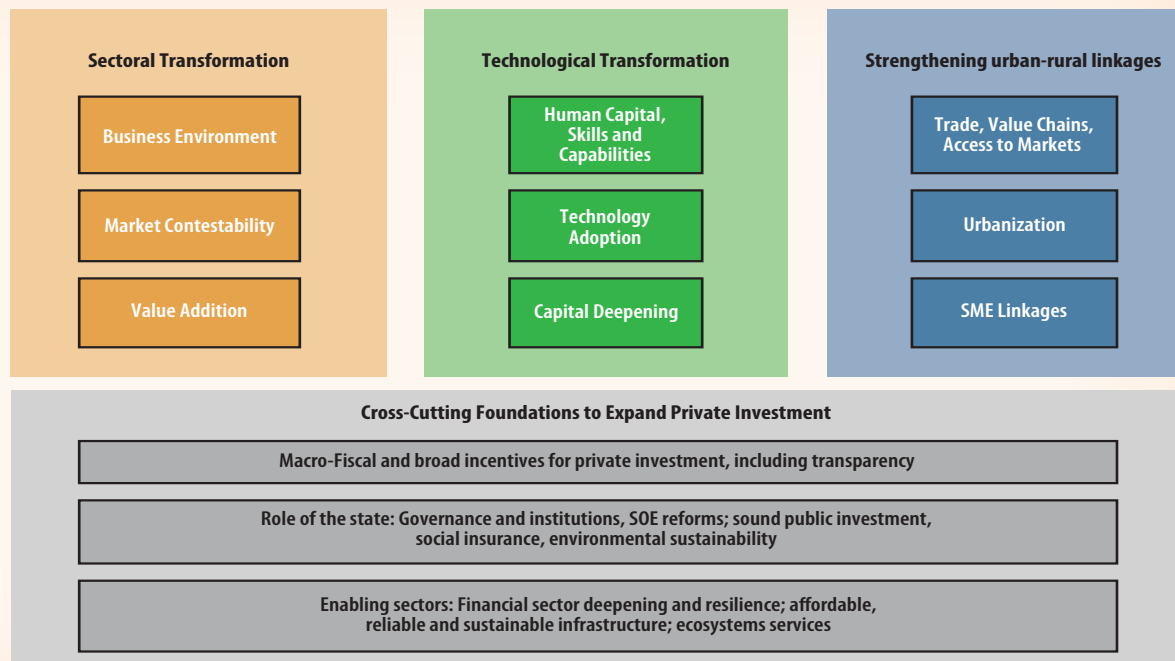 Sectoral Transformation
Business Environment
Market Contestability
Value Addition
Technological Transformation
Human Capital,
Skills and
Capabilities
Technology
Adoption
Capital Deepening
Strengthening urban-rural linkages
Trade, Value Chains,
Access to Markets
Urbanization
SME Linkages
Cross-Cutting Foundations to Expand Private Investment
Macro-Fiscal and broad incentives for private investment, including transparency
Role of the state: Governance and institutions, SOE reforms; sound public investment,
social insurance, environmental sustainability
Enabling sectors: Financial sector deepening and resilience; affordable,
reliable and sustainable infrastructure; ecosystems services